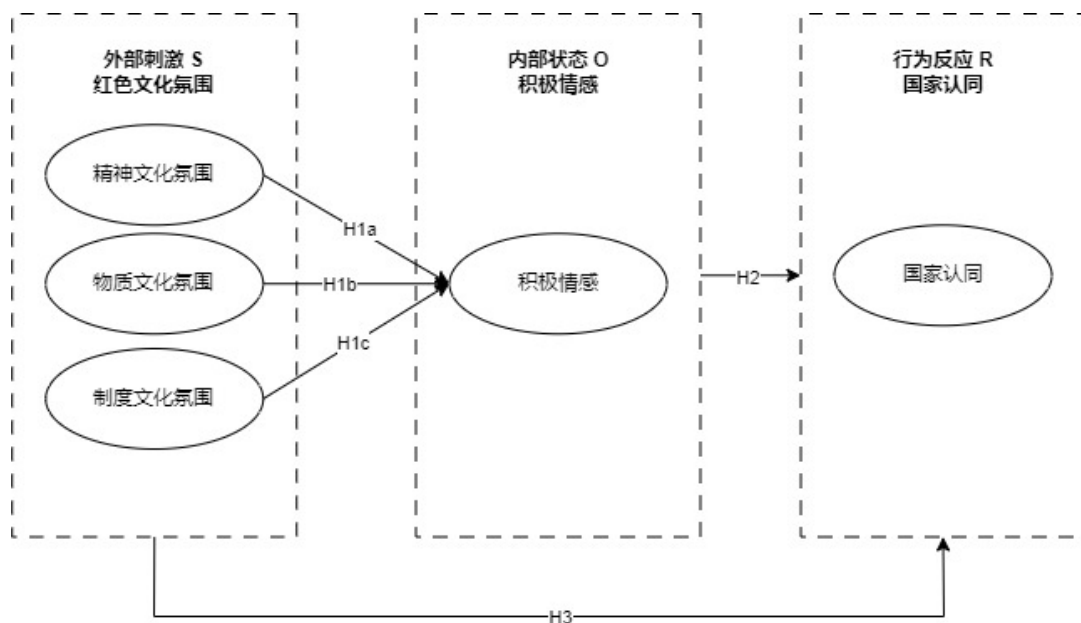 外部刺激 S
红色文化氛围
精神文化氛围
物质文化氛围
制度文化氛围
H1a
H1b
H1c
内部状态 O
积极情感
积极情感
H2
行为反应 R
国家认同
国家认同
H3